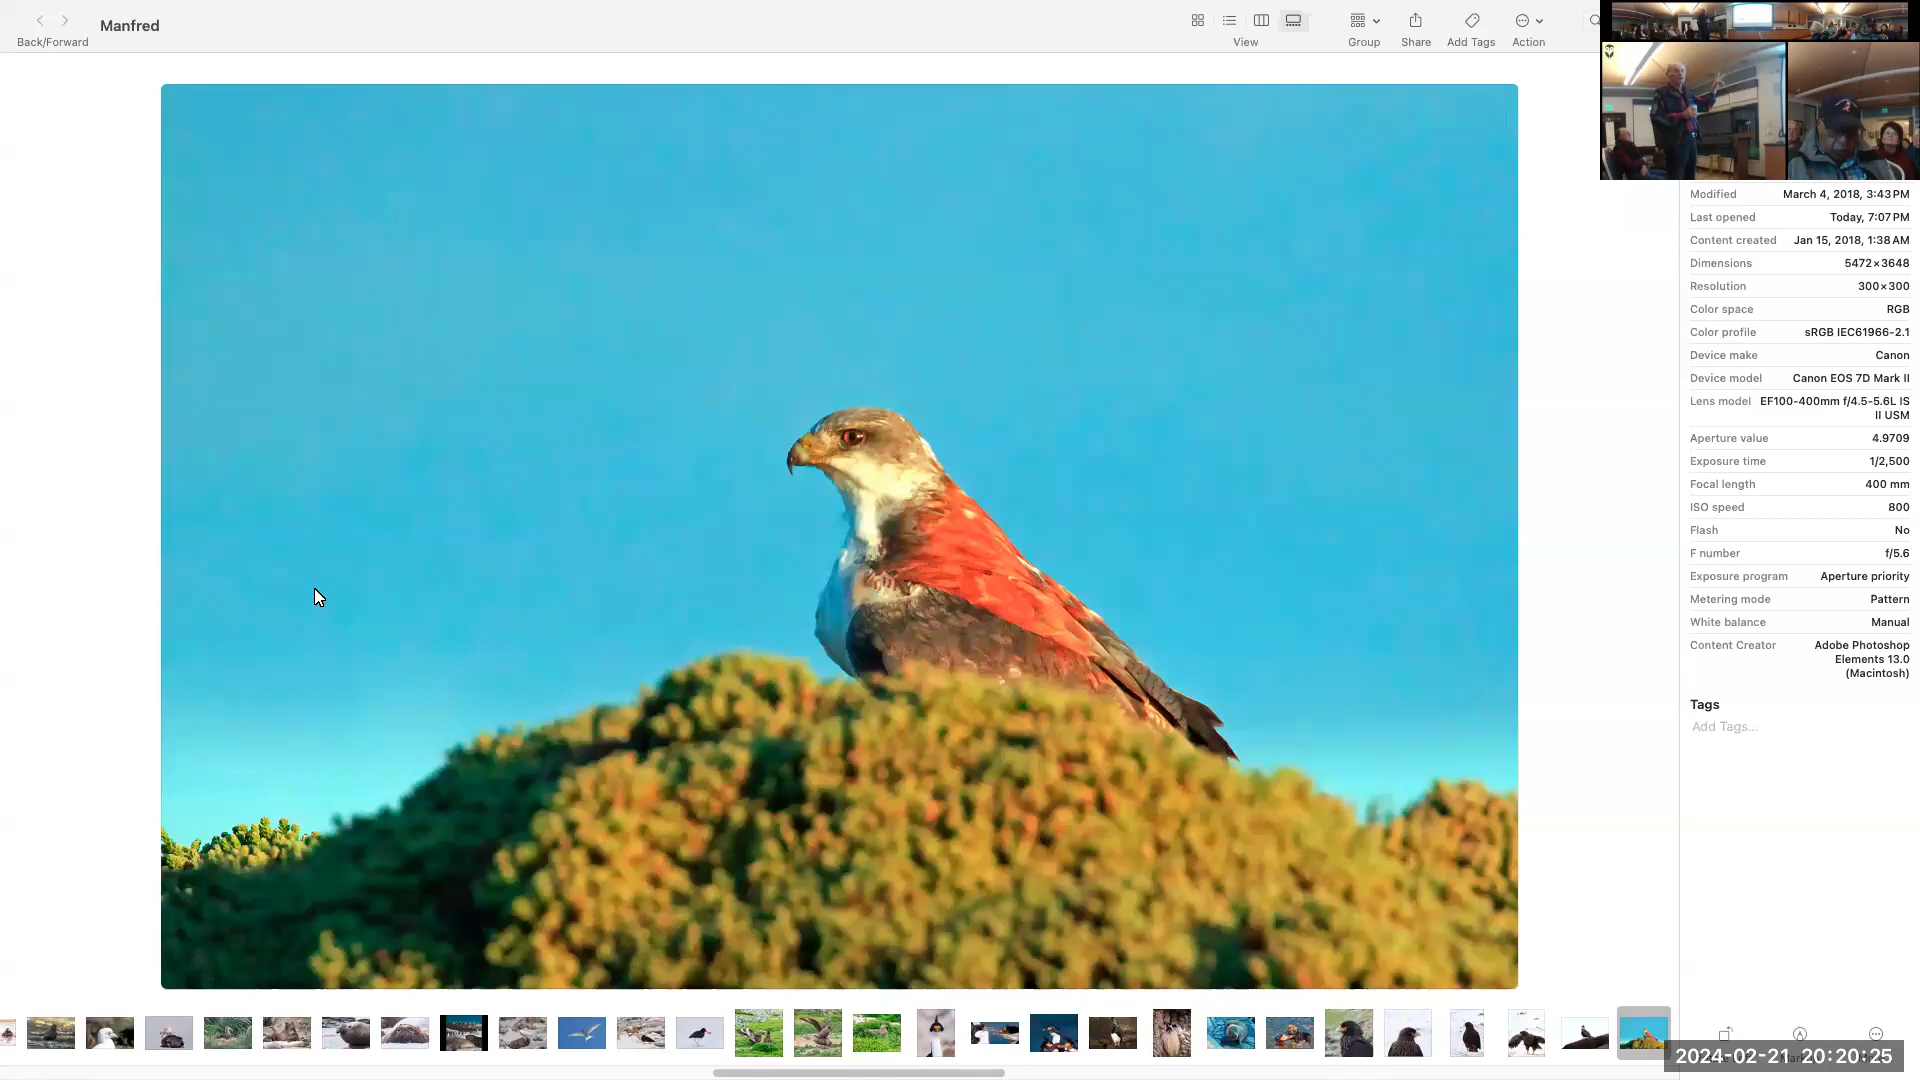 Manfred
Back/Forward
View
Group
Share
Add Tags
Action
Modified March 4, 2018, 3:43 PM
Last opened Today, 7:07 PM
Content created Jan 15, 2018, 1:38 AM
Dimensions 5472×3648
Resolution 300×300
Color space RGB
Color profile sRGB IEC61966-2.1
Device make Canon
Device model Canon EOS 7D Mark II
Lens model EF100-400mm f/4.5-5.6L IS
II USM
Aperture value 4.9709
Exposure time 1/2,500
Focal length 400 mm
ISO speed 800
Flash No
F number f/5.6
Exposure program Aperture priority
Metering mode Pattern
White balance Manual
Content Creator Adobe Photoshop
Elements 13.0
(Macintosh)
Tags
Add Tags...
2024-02-21 20:20:25